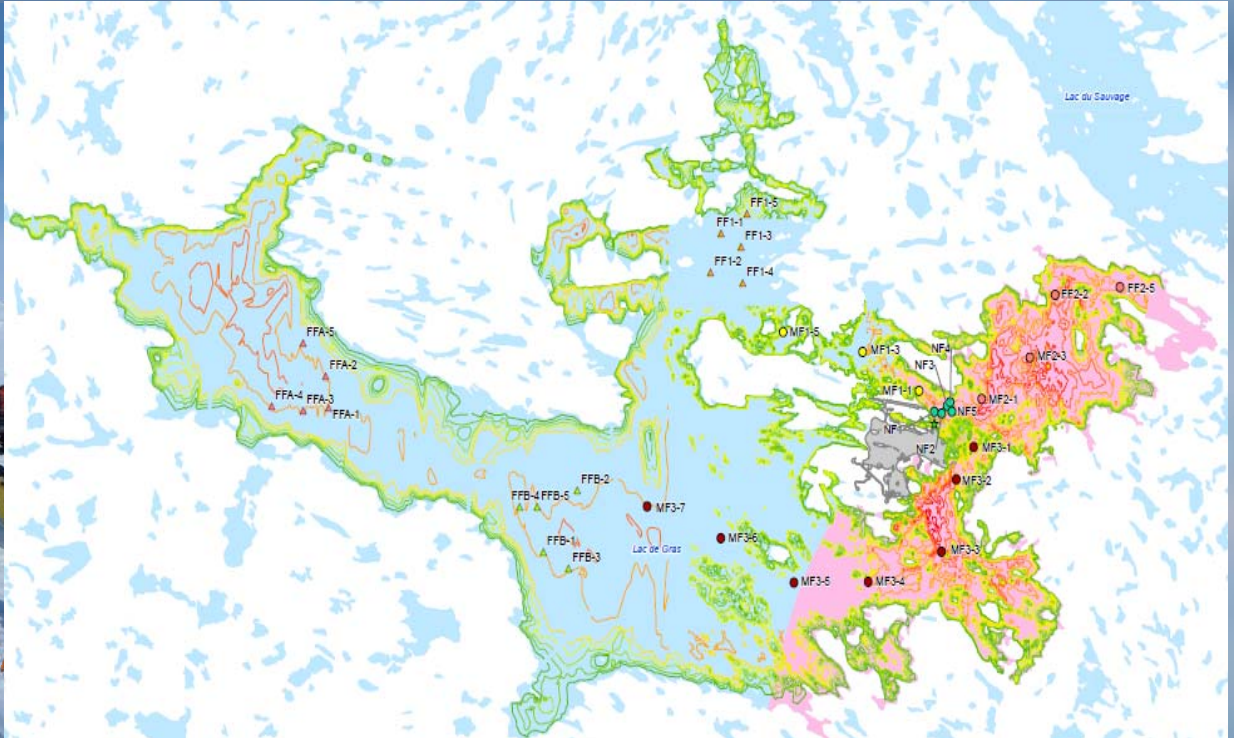 Lac du Sauvage
FF1-5
FF1-1
FF1-3
FF1-2
FF1-4
FF2-2
FF2-5
MF1-5
FFA-5
NF4
MF1-3
NF3
MF2-3
FFA-2
MF1-1
MF2-1
FFA-4
FFA-3
FFA-1
NF5
NF1
NF2
MF3-1
MF3-2
FFB-2
FFB-4
FFB-5
MF3-7
MF3-6
FFB-1
Lac de Gras
FFB-3
MF3-3
MF3-5
MF3-4